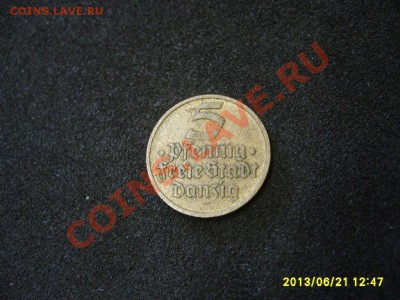 COINS.LAVE.RU
COINS.LAVE.RU
5
· Pfennig ·
Freie Stadt
Danzig
2013/06/21 12:47